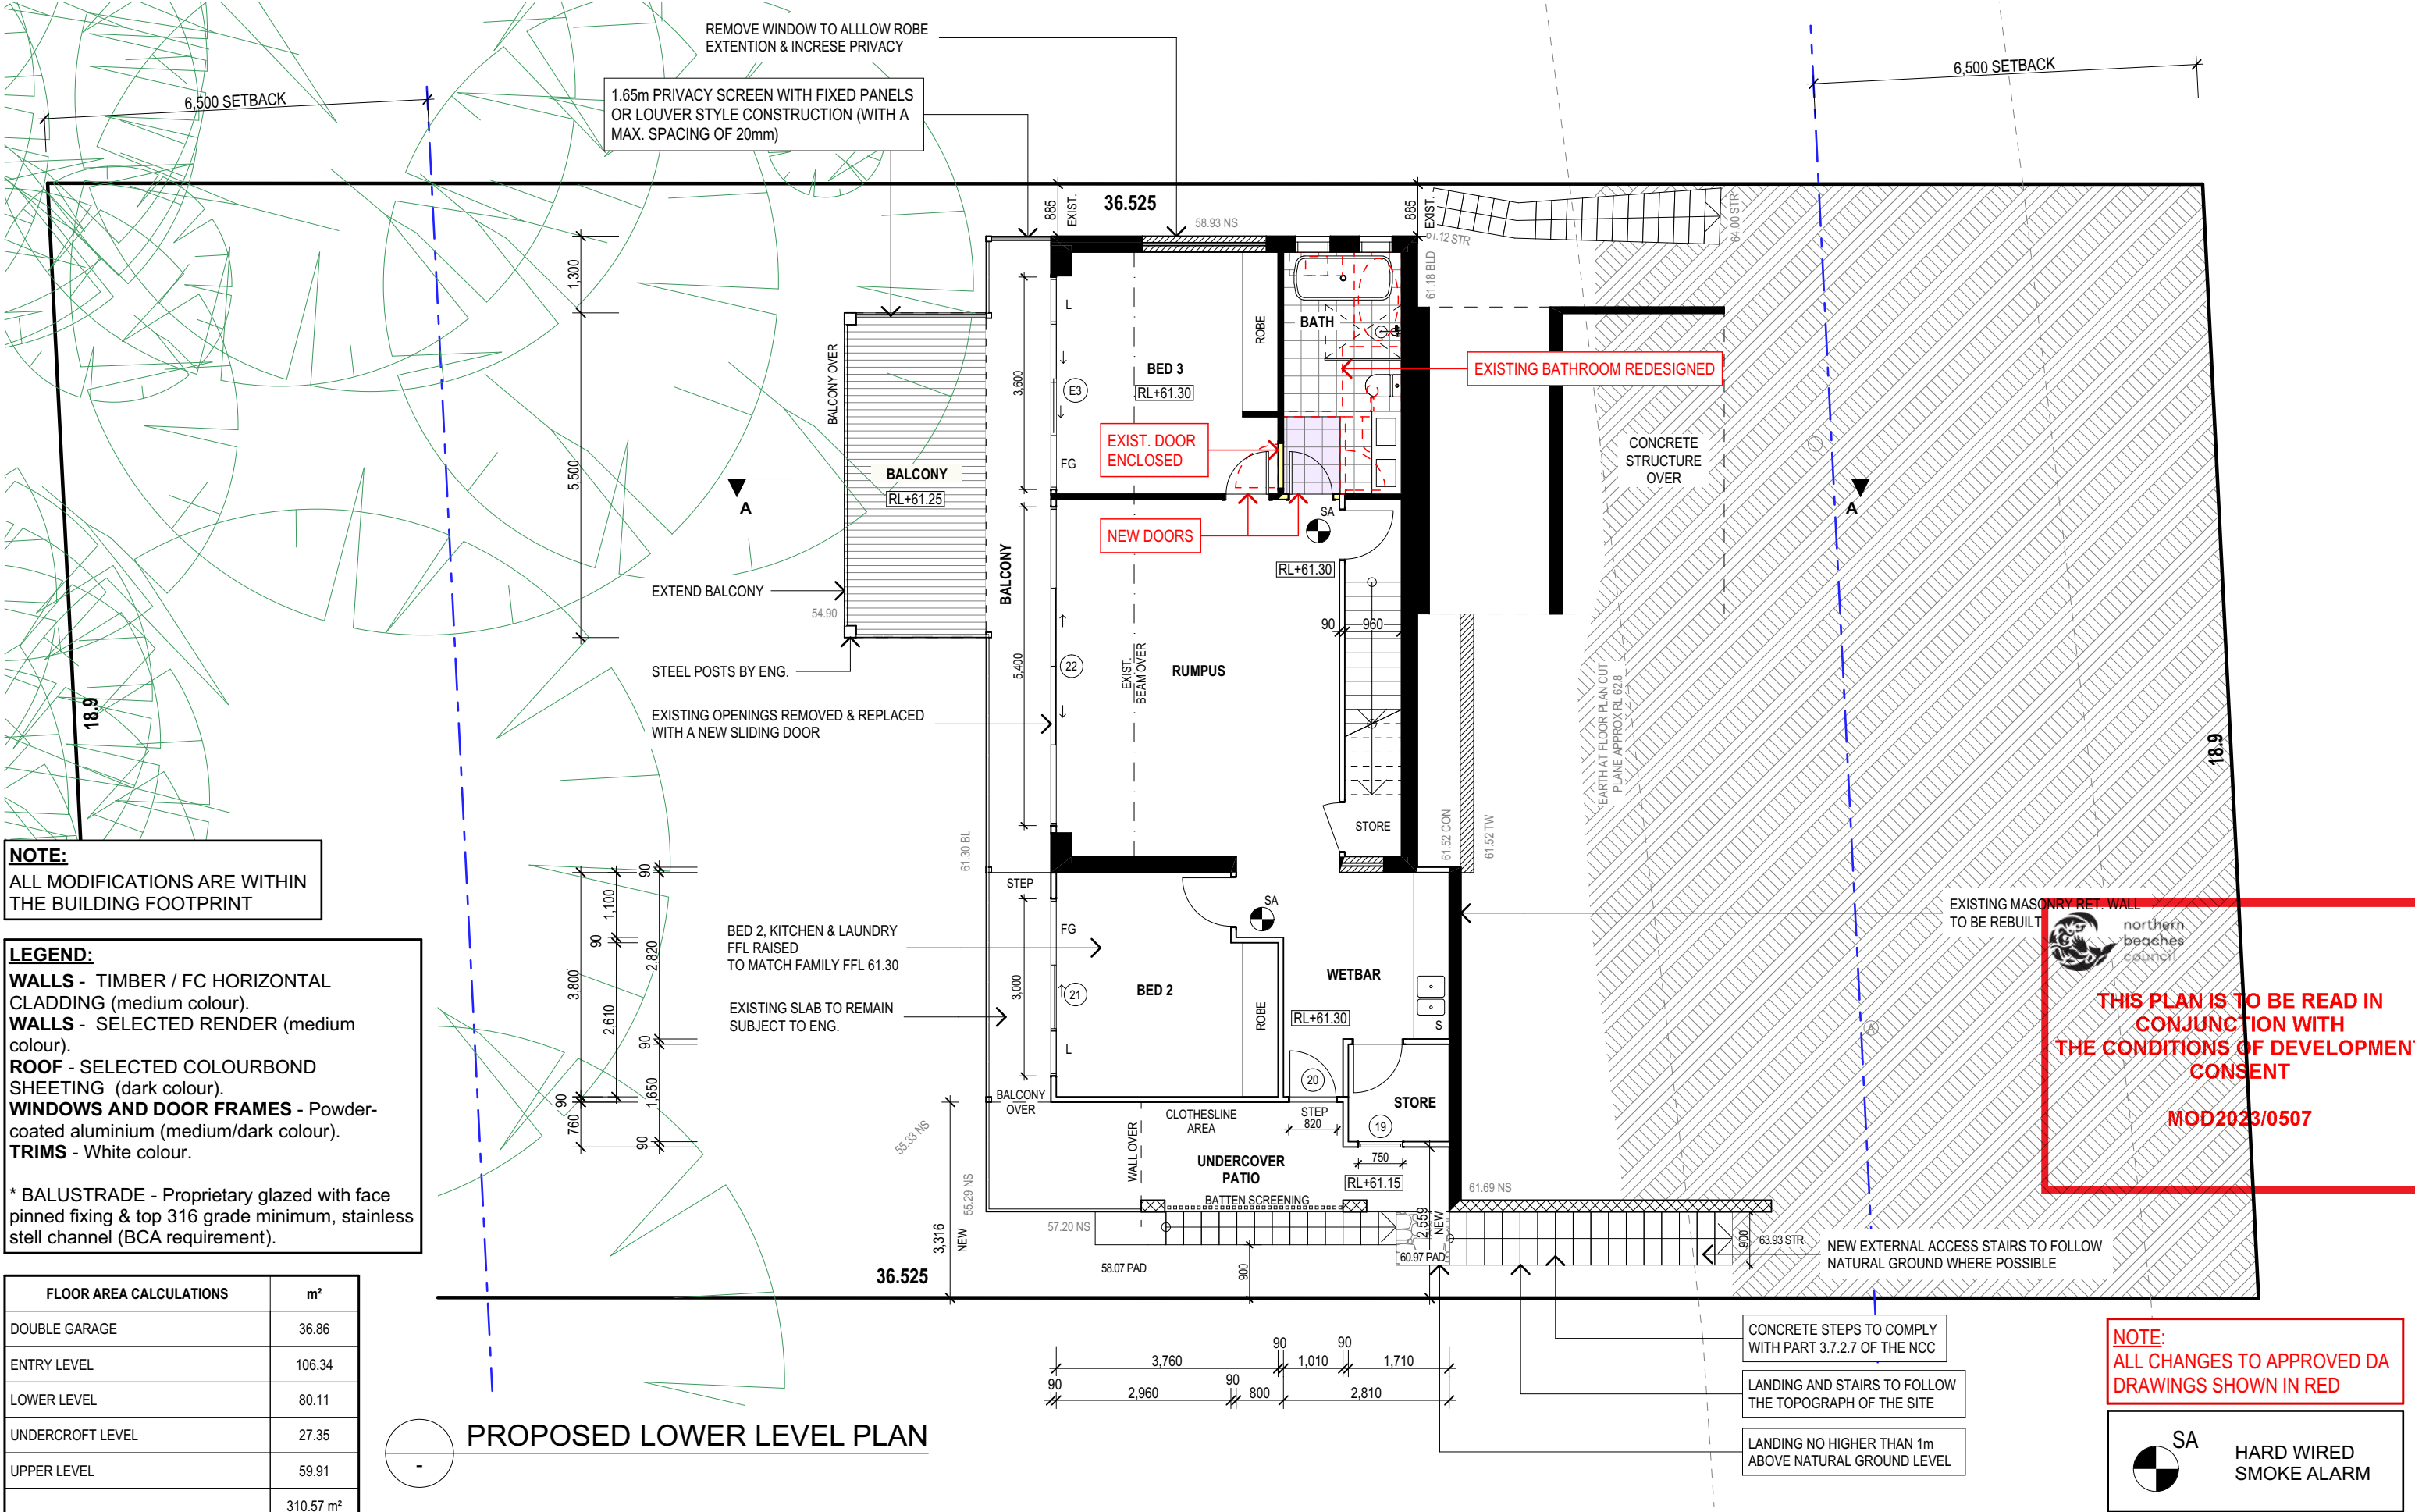 REMOVE WINDOW TO ALLLOW ROBE
EXTENTION & INCRESE PRIVACY
1.65m PRIVACY SCREEN WITH FIXED PANELS
OR LOUVER STYLE CONSTRUCTION (WITH A
MAX. SPACING OF 20mm)
6,500 SETBACK
6,500 SETBACK
885
EXIST.
36.525
58.93 NS
885
EXIST.
61.12 STR
64.00 STR
61.18 BLD
1,300
5,500
3,600
L
E3
FG
BALCONY OVER
BALCONY
RL+61.25
BED 3
RL+61.30
ROBE
BATH
EXISTING BATHROOM REDESIGNED
EXIST. DOOR
ENCLOSED
NEW DOORS
CONCRETE
STRUCTURE
OVER
A
A
SA
RL+61.30
BALCONY
EXTEND BALCONY
54.90
STEEL POSTS BY ENG.
EXISTING OPENINGS REMOVED & REPLACED
WITH A NEW SLIDING DOOR
5,400
22
EXIST.
BEAM OVER
RUMPUS
90
960
STORE
EARTH AT FLOOR PLAN CUT
PLANE APPROX RL 62.8
18.9
18.9
61.30 BL
61.52 CON
61.52 TW
NOTE:
ALL MODIFICATIONS ARE WITHIN
THE BUILDING FOOTPRINT
LEGEND:
WALLS - TIMBER / FC HORIZONTAL
CLADDING (medium colour).
WALLS - SELECTED RENDER (medium
colour).
ROOF - SELECTED COLOURBOND
SHEETING (dark colour).
WINDOWS AND DOOR FRAMES - Powder-
coated aluminium (medium/dark colour).
TRIMS - White colour.
* BALUSTRADE - Proprietary glazed with face
pinned fixing & top 316 grade minimum, stainless
stell channel (BCA requirement).
90
1,100
90
2,820
3,800
2,610
90
1,650
90
760
90
STEP
FG
BED 2, KITCHEN & LAUNDRY
FFL RAISED
TO MATCH FAMILY FFL 61.30
EXISTING SLAB TO REMAIN
SUBJECT TO ENG.
3,000
21
L
BED 2
ROBE
SA
WETBAR
RL+61.30
S
20
STORE
19
BALCONY
OVER
CLOTHESLINE
AREA
STEP
820
WALL OVER
UNDERCOVER
PATIO
750
RL+61.15
BATTEN SCREENING
55.33 NS
55.29 NS
57.20 NS
61.69 NS
3,316
NEW
2,559
NEW
58.07 PAD
60.97 PAD
900
900
63.93 STR
36.525
EXISTING MASONRY RET. WALL
TO BE REBUILT
A
northern
beaches
council
THIS PLAN IS TO BE READ IN
CONJUNCTION WITH
THE CONDITIONS OF DEVELOPMENT
CONSENT
MOD2023/0507
NEW EXTERNAL ACCESS STAIRS TO FOLLOW
NATURAL GROUND WHERE POSSIBLE
CONCRETE STEPS TO COMPLY
WITH PART 3.7.2.7 OF THE NCC
LANDING AND STAIRS TO FOLLOW
THE TOPOGRAPH OF THE SITE
LANDING NO HIGHER THAN 1m
ABOVE NATURAL GROUND LEVEL
3,760
90
1,010
90
1,710
90
2,960
90
800
2,810
FLOOR AREA CALCULATIONS m²
DOUBLE GARAGE 36.86
ENTRY LEVEL 106.34
LOWER LEVEL 80.11
UNDERCROFT LEVEL 27.35
UPPER LEVEL 59.91
310.57 m²
-
PROPOSED LOWER LEVEL PLAN
NOTE:
ALL CHANGES TO APPROVED DA
DRAWINGS SHOWN IN RED
SA
HARD WIRED
SMOKE ALARM